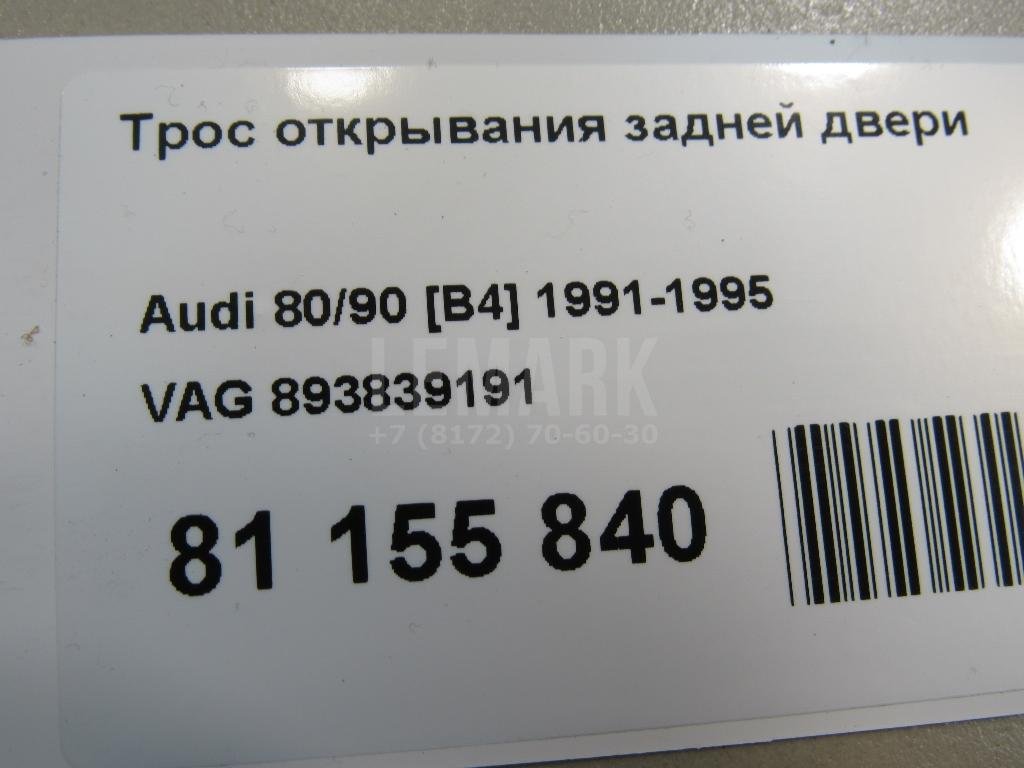 Трос открывания задней двери
Audi 80/90 [B4] 1991-1995
VAG 893839191
LEMARK
+7 (8172) 70-60-30
81 155 840